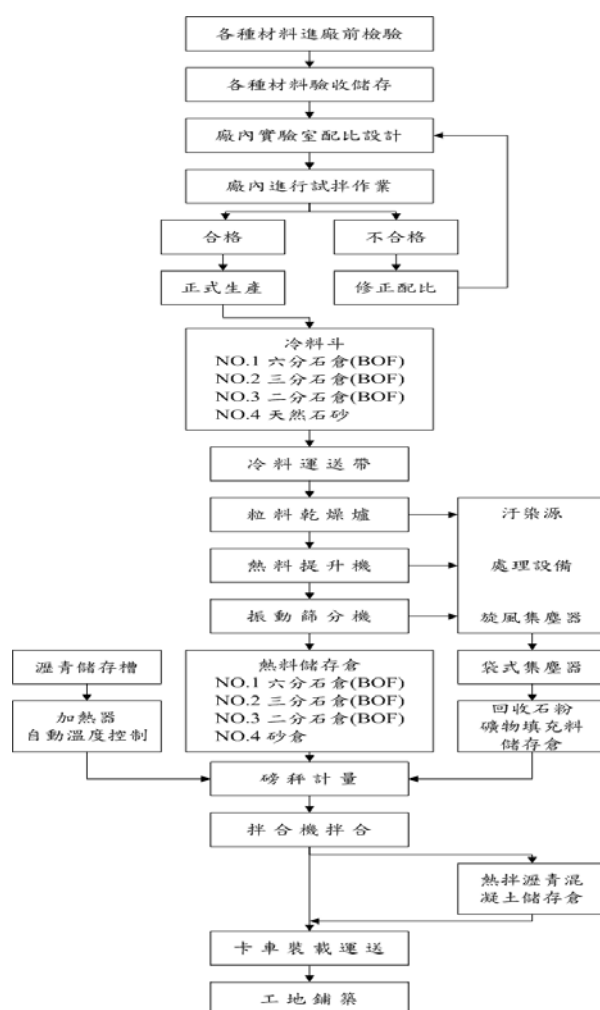 各種材料進廠前檢驗
各種材料驗收儲存
廠內實驗室配比設計
廠內進行試拌作業
合格
不合格
正式生產
修正配比
冷料斗
NO.1 六分石倉(BOF)
NO.2 三分石倉(BOF)
NO.3 二分石倉(BOF)
NO.4 天然石砂
冷料運送帶
粒料乾燥爐
汙染源
熱料提升機
處理設備
振動篩分機
旋風集塵器
瀝青儲存槽
熱料儲存倉
NO.1 六分石倉(BOF)
NO.2 三分石倉(BOF)
NO.3 二分石倉(BOF)
NO.4 砂倉
袋式集塵器
加熱器
自動溫度控制
回收石粉
礦物填充料
儲存倉
磅秤計量
拌合機拌合
熱拌瀝青混
凝土儲存倉
卡車裝載運送
工地鋪築